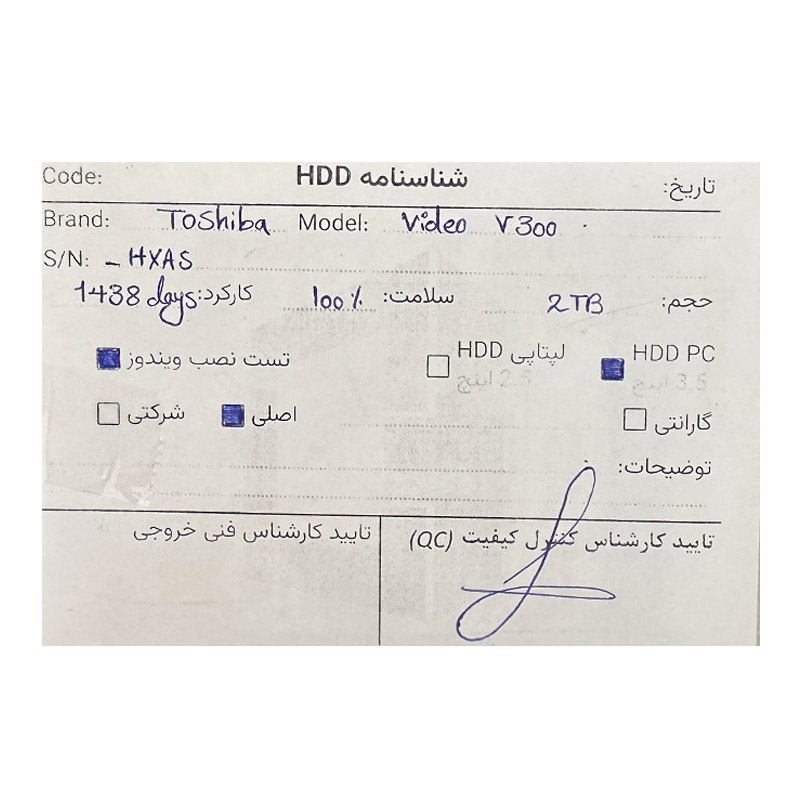 Code: شناسنامه HDD تاریخ:
Brand: Toshiba Model: Video V300
S/N: - HXAS
حجم: 2TB سلامت: 100% کارکرد: 1438 days
HDD PC 3.5 اینچ HDD لپتاپی 2.5 اینچ تست نصب ویندوز
گارانتی اصلی شرکتی
توضیحات:
تایید کارشناس کنترل کیفیت (QC) تایید کارشناس فنی خروجی